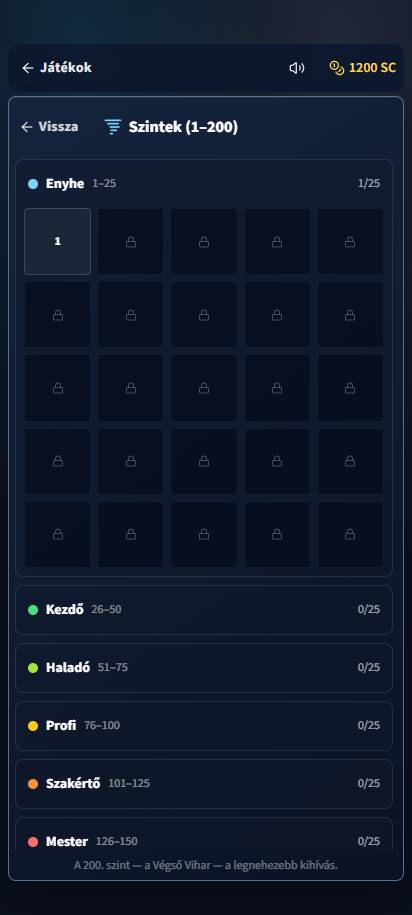 Játékok
1200 SC
Vissza
Szintek (1–200)
Enyhe 1–25 1/25
1
Kezdő 26–50 0/25
Haladó 51–75 0/25
Profi 76–100 0/25
Szakértő 101–125 0/25
Mester 126–150 0/25
A 200. szint — a Végső Vihar — a legnehezebb kihívás.